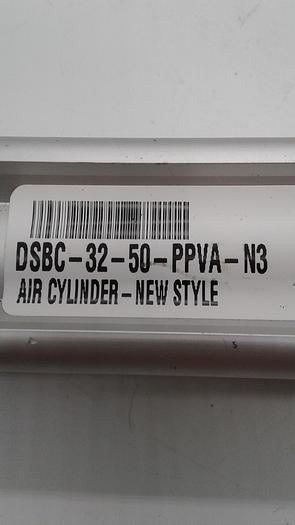 DSBC-32-50-PPVA-N3
AIR CYLINDER-NEW STYLE